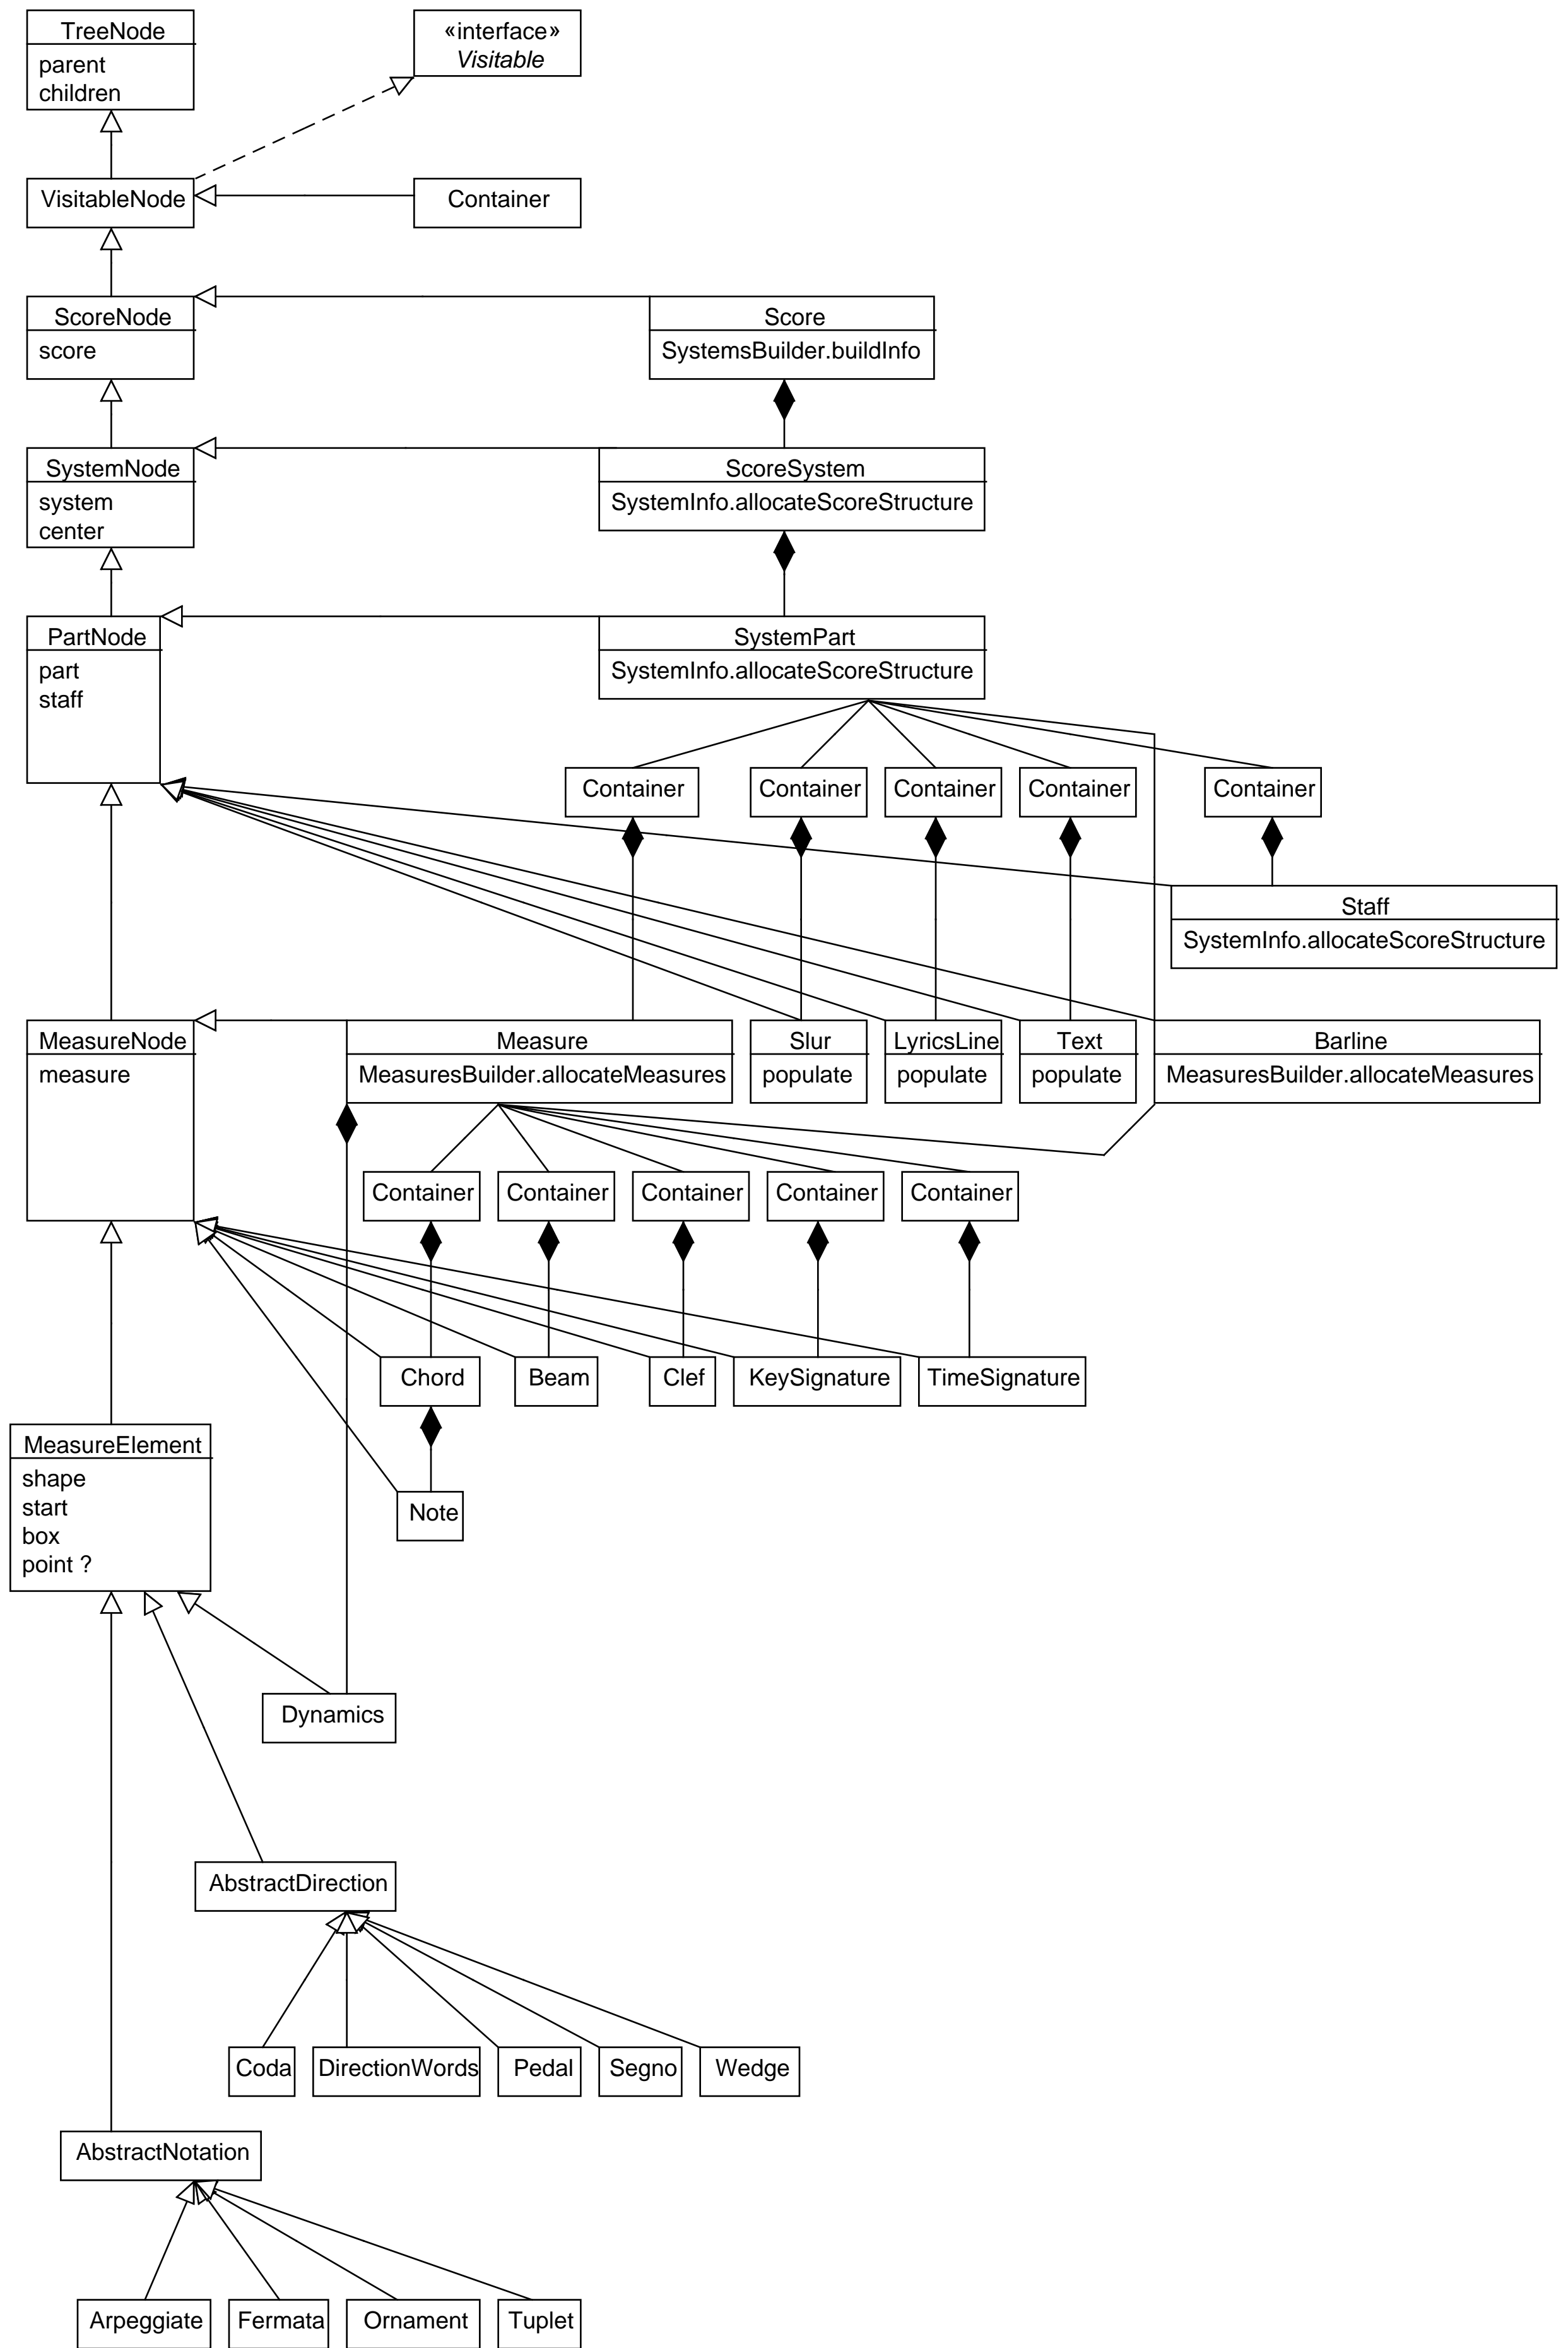 TreeNode
parent
children
«interface»
Visitable
VisitableNode
Container
ScoreNode
score
Score
SystemsBuilder.buildInfo
SystemNode
system
center
ScoreSystem
SystemInfo.allocateScoreStructure
PartNode
part
staff
SystemPart
SystemInfo.allocateScoreStructure
Container
Container
Container
Container
Container
Staff
SystemInfo.allocateScoreStructure
MeasureNode
measure
Measure
MeasuresBuilder.allocateMeasures
Slur
populate
LyricsLine
populate
Text
populate
Barline
MeasuresBuilder.allocateMeasures
Container
Container
Container
Container
Container
Chord
Beam
Clef
KeySignature
TimeSignature
MeasureElement
shape
start
box
point ?
Note
Dynamics
AbstractDirection
Coda
DirectionWords
Pedal
Segno
Wedge
AbstractNotation
Arpeggiate
Fermata
Ornament
Tuplet